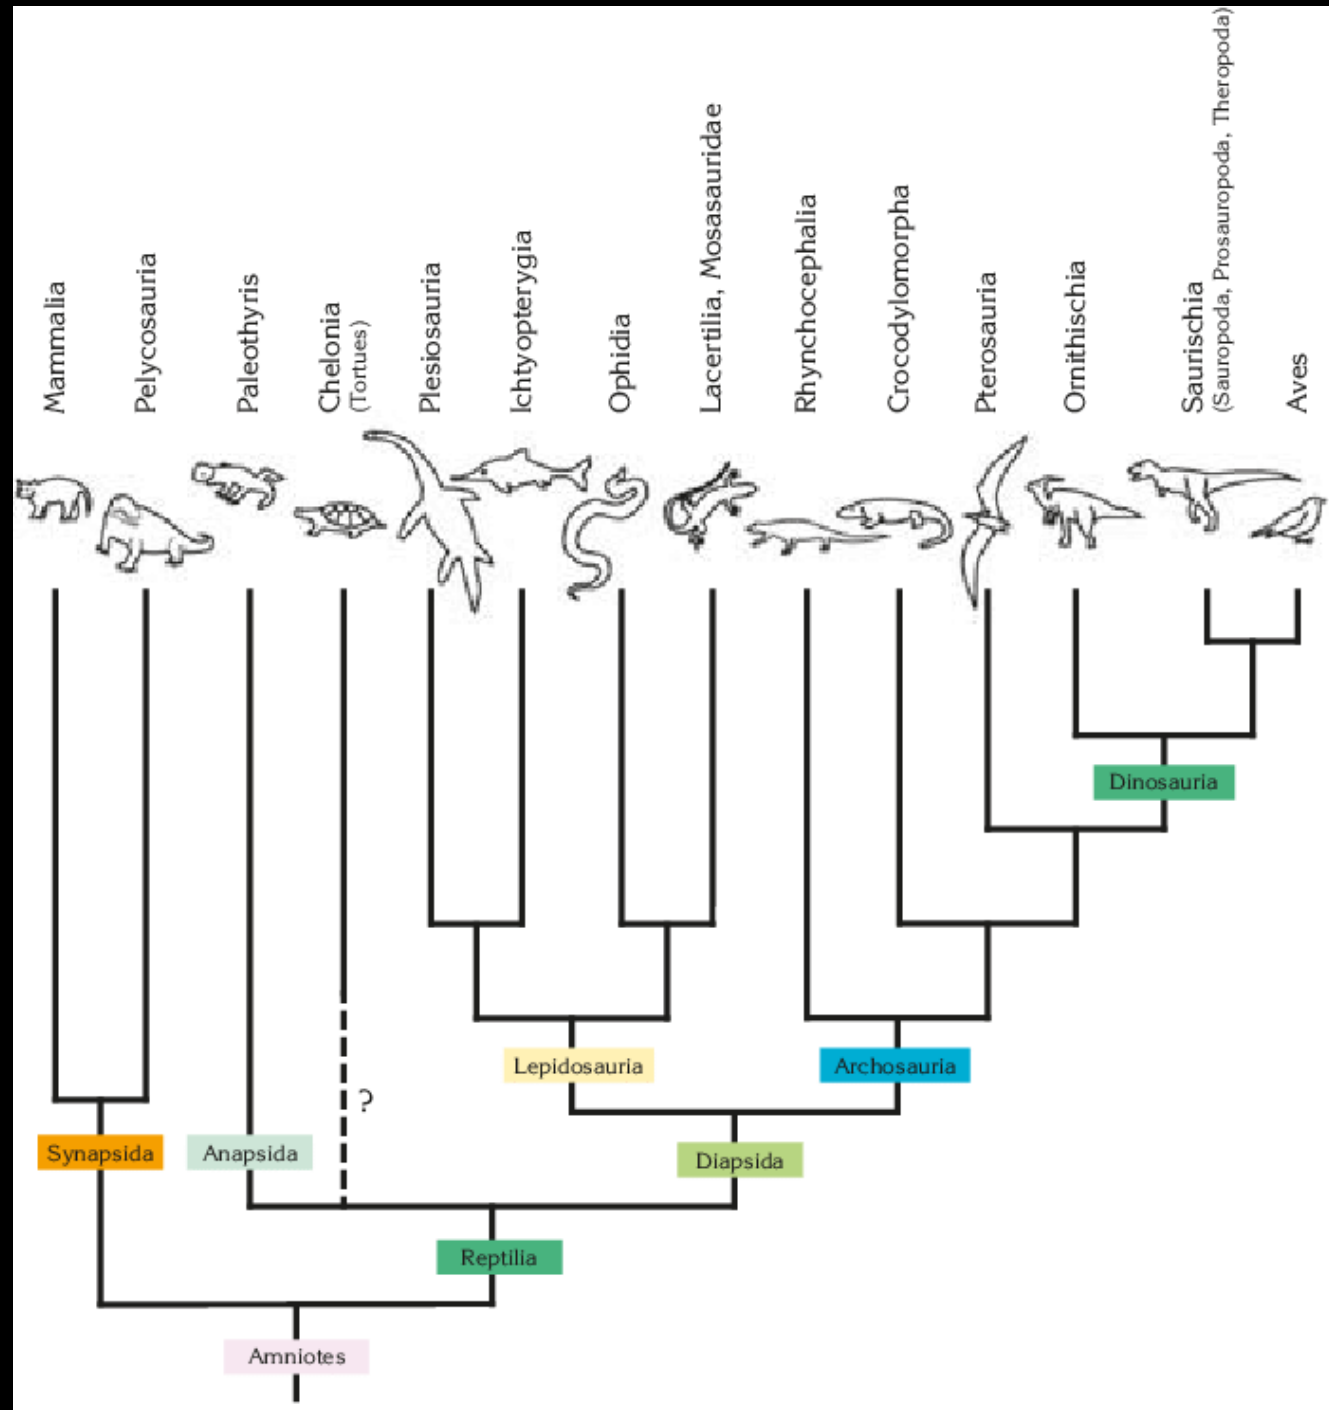 Mammalia
Pelycosauria
Paleothyris
Chelonia
(Tortues)
Plesiosauria
Ichtyopterygia
Ophidia
Lacertilia, Mosasauridae
Rhynchocephalia
Crocodylomorpha
Pterosauria
Ornithischia
Saurischia
(Sauropoda, Prosauropoda, Theropoda)
Aves
Dinosauria
Lepidosauria
Archosauria
?
Synapsida
Anapsida
Diapsida
Reptilia
Amniotes